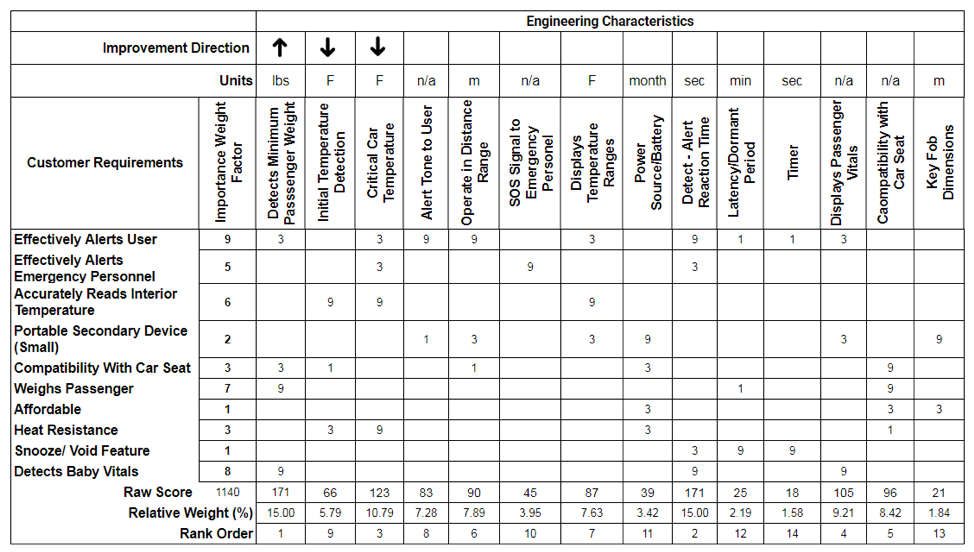 Engineering Characteristics
Improvement Direction ↑ ↓ ↓
Units lbs F F n/a m n/a F month sec min sec n/a n/a m
Customer Requirements
Importance Weight
Factor
Detects Minimum
Passsenger Weight
Initial Temperature
Detection
Critical Car
Temperature
Alert Tone to User
Operate in Distance
Range
SOS Signal to
Emergency
Personel
Displays
Temperature
Ranges
Power
Source/Battery
Detect - Alert
Reaction Time
Latency/Dormant
Period
Timer
Displays Passenger
Vitals
Caompatibility with
Car Seat
Key Fob
Dimensions
Effectively Alerts User 9 3 3 9 9 3 9 1 1 3
Effectively Alerts
Emergency Personnel 5 3 9 3
Accurately Reads Interior
Temperature 6 9 9 9
Portable Secondary Device
(Small) 2 1 3 3 9 3 9
Compatibility With Car Seat 3 3 1 1 3 9
Weighs Passenger 7 9 1 9
Affordable 1 3 3 3
Heat Resistance 3 3 9 3 1
Snooze/ Void Feature 1 3 9 9
Detects Baby Vitals 8 9 9 9
Raw Score 1140 171 66 123 83 90 45 87 39 171 25 18 105 96 21
Relative Weight (%) 15.00 5.79 10.79 7.28 7.89 3.95 7.63 3.42 15.00 2.19 1.58 9.21 8.42 1.84
Rank Order 1 9 3 8 6 10 7 11 2 12 14 4 5 13